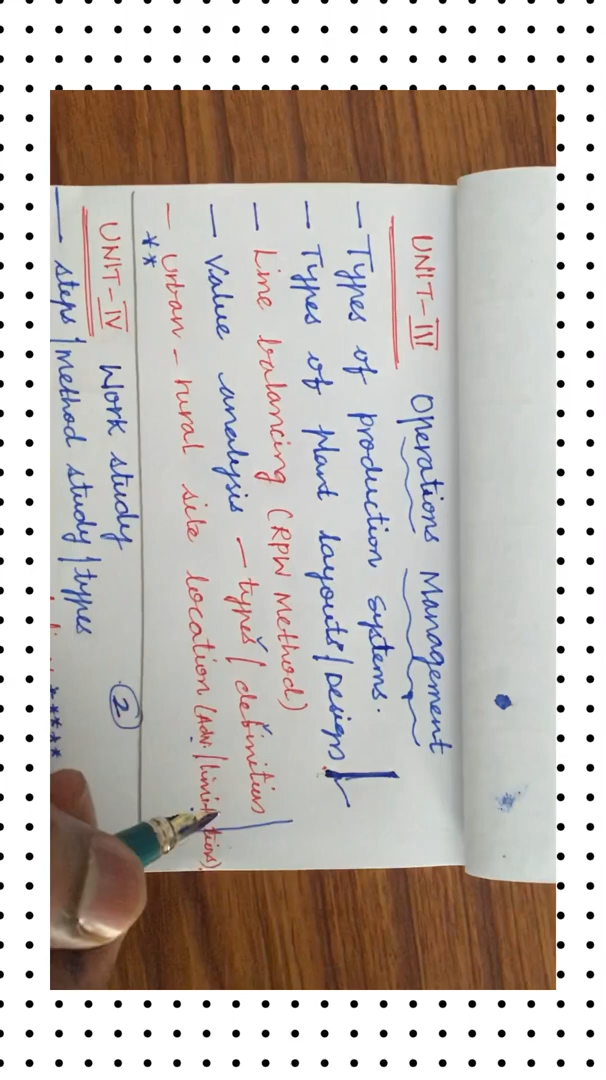 UNIT-III Operations Management
- Types of production systems.
- Types of plant layouts/Design
- Line balancing (RPW Method)
- Value analysis - types/definition
- Urban-rural site location (Adv./limitations).
**
UNIT-IV Work study
- steps/method study/types
2
*****